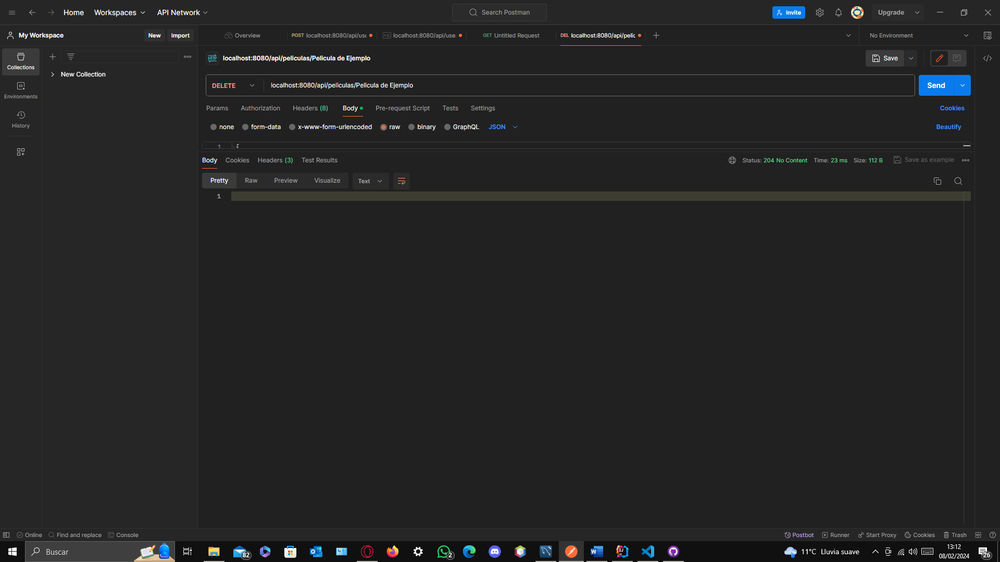 Home Workspaces API Network Search Postman Invite Upgrade
My Workspace New Import Overview POST localhost:8080/api/use localhost:8080/api/use. GET Untitled Request DEL localhost:8080/api/pelic No Environment
Collections
New Collection
Environments
History
localhost:8080/api/peliculas/Pelicula de Ejemplo Save
DELETE localhost:8080/api/peliculas/Pelicula de Ejemplo Send
Params Authorization Headers (8) Body Pre-request Script Tests Settings Cookies
none form-data x-www-form-urlencoded raw binary GraphQL JSON Beautify
1 {
Body Cookies Headers (3) Test Results Status: 204 No Content Time: 23 ms Size: 112 B Save as example
Pretty Raw Preview Visualize Text
1
Online Find and replace Console Postbot Runner Start Proxy Cookies Trash
Buscar 82 2 11°C Lluvia suave 13:12 26
08/02/2024